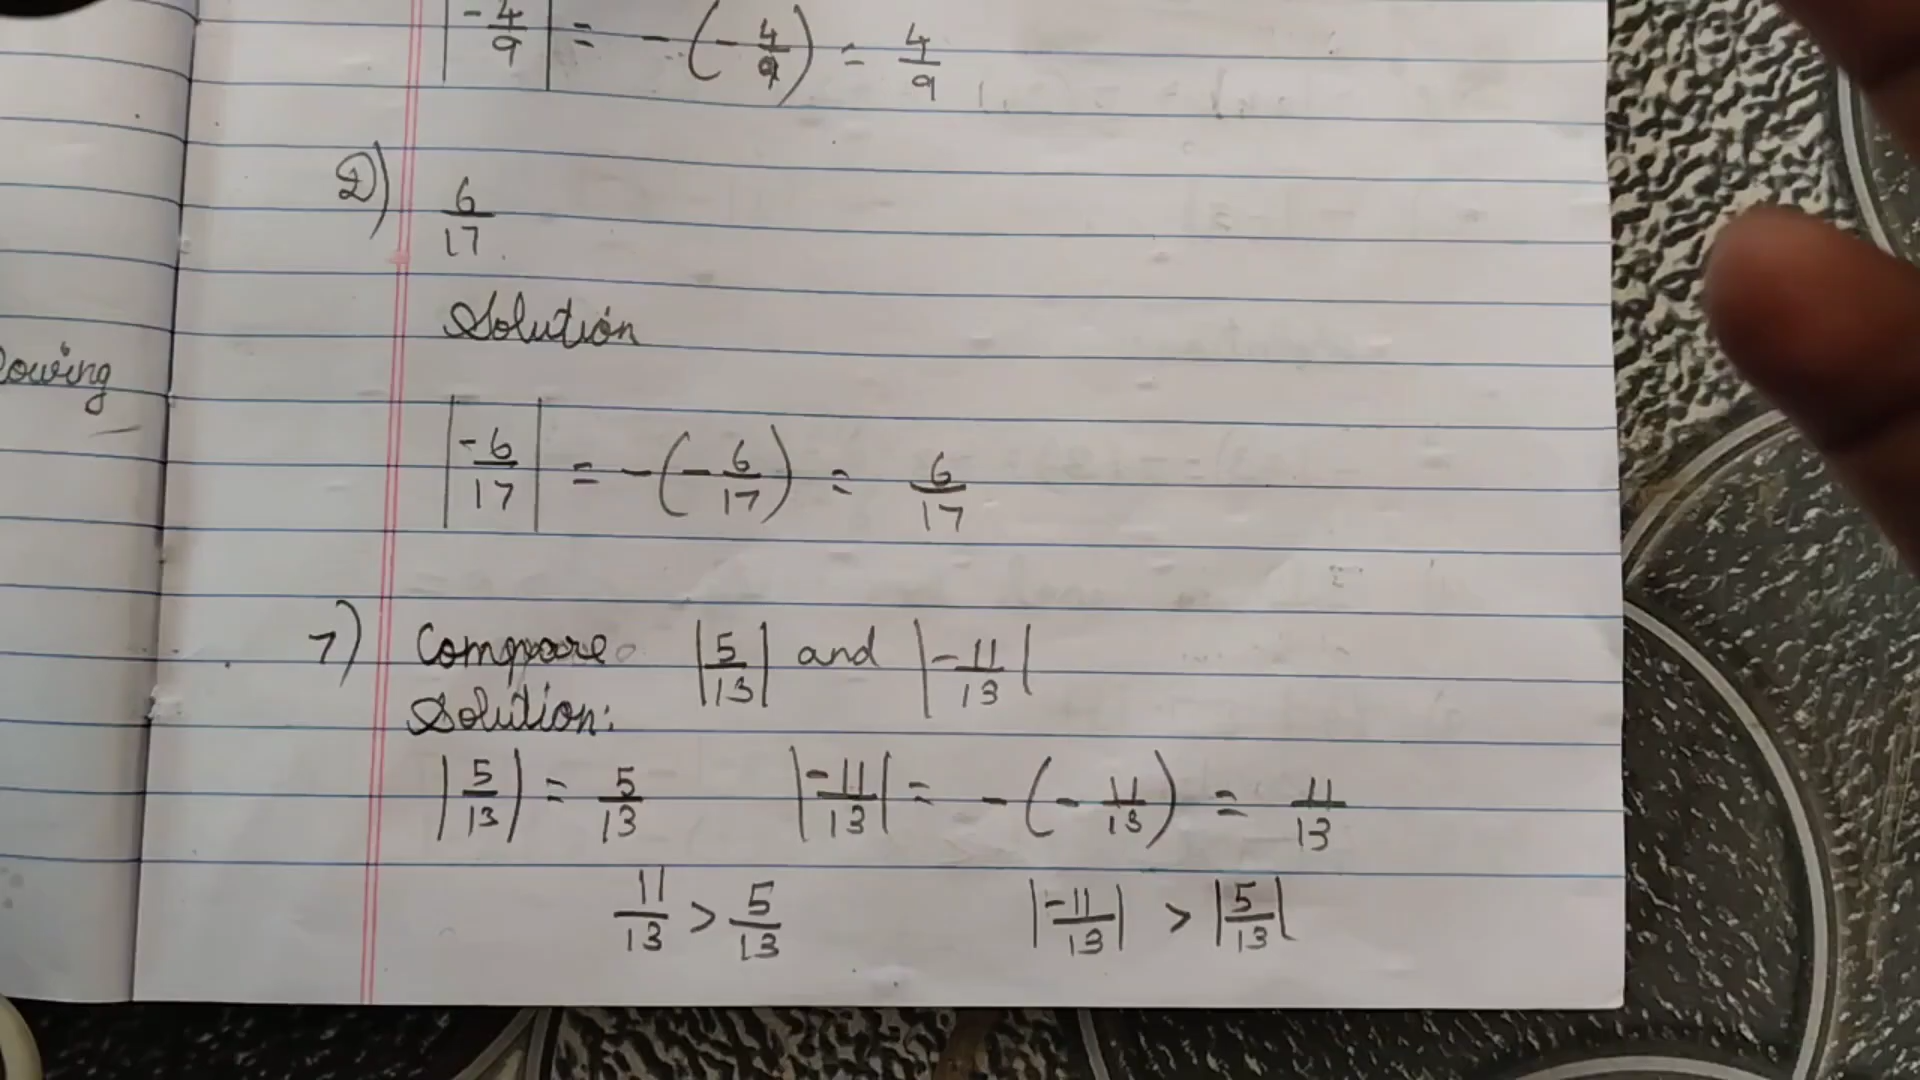 |-4/9| = -(-4/9) = 4/9
2) 6/17
Solution
owing
|-6/17| = -(-6/17) = 6/17
7) Compare |5/13| and |-11/13|
Solution:
|5/13| = 5/13 |-11/13| = -(-11/13) = 11/13
11/13 > 5/13 |-11/13| > |5/13|